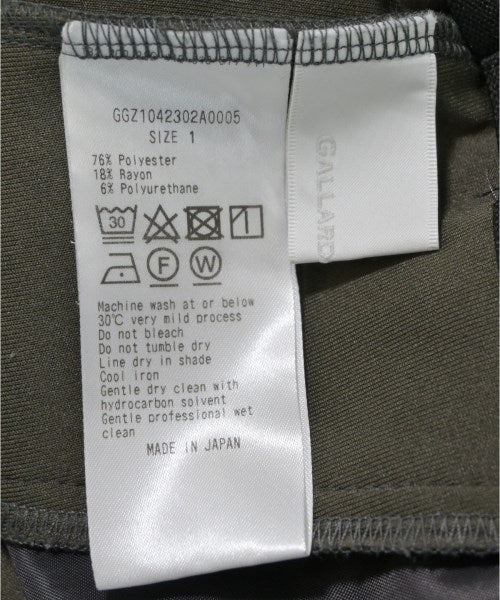 GGZ1042302A0005
SIZE 1
76% Polyester
18% Rayon
6% Polyurethane
30
F W
Machine wash at or below
30℃ very mild process
Do not bleach
Do not tumble dry
Line dry in shade
Cool iron
Gentle dry clean with
hydrocarbon solvent
Gentle professional wet
clean
MADE IN JAPAN
GALLARD